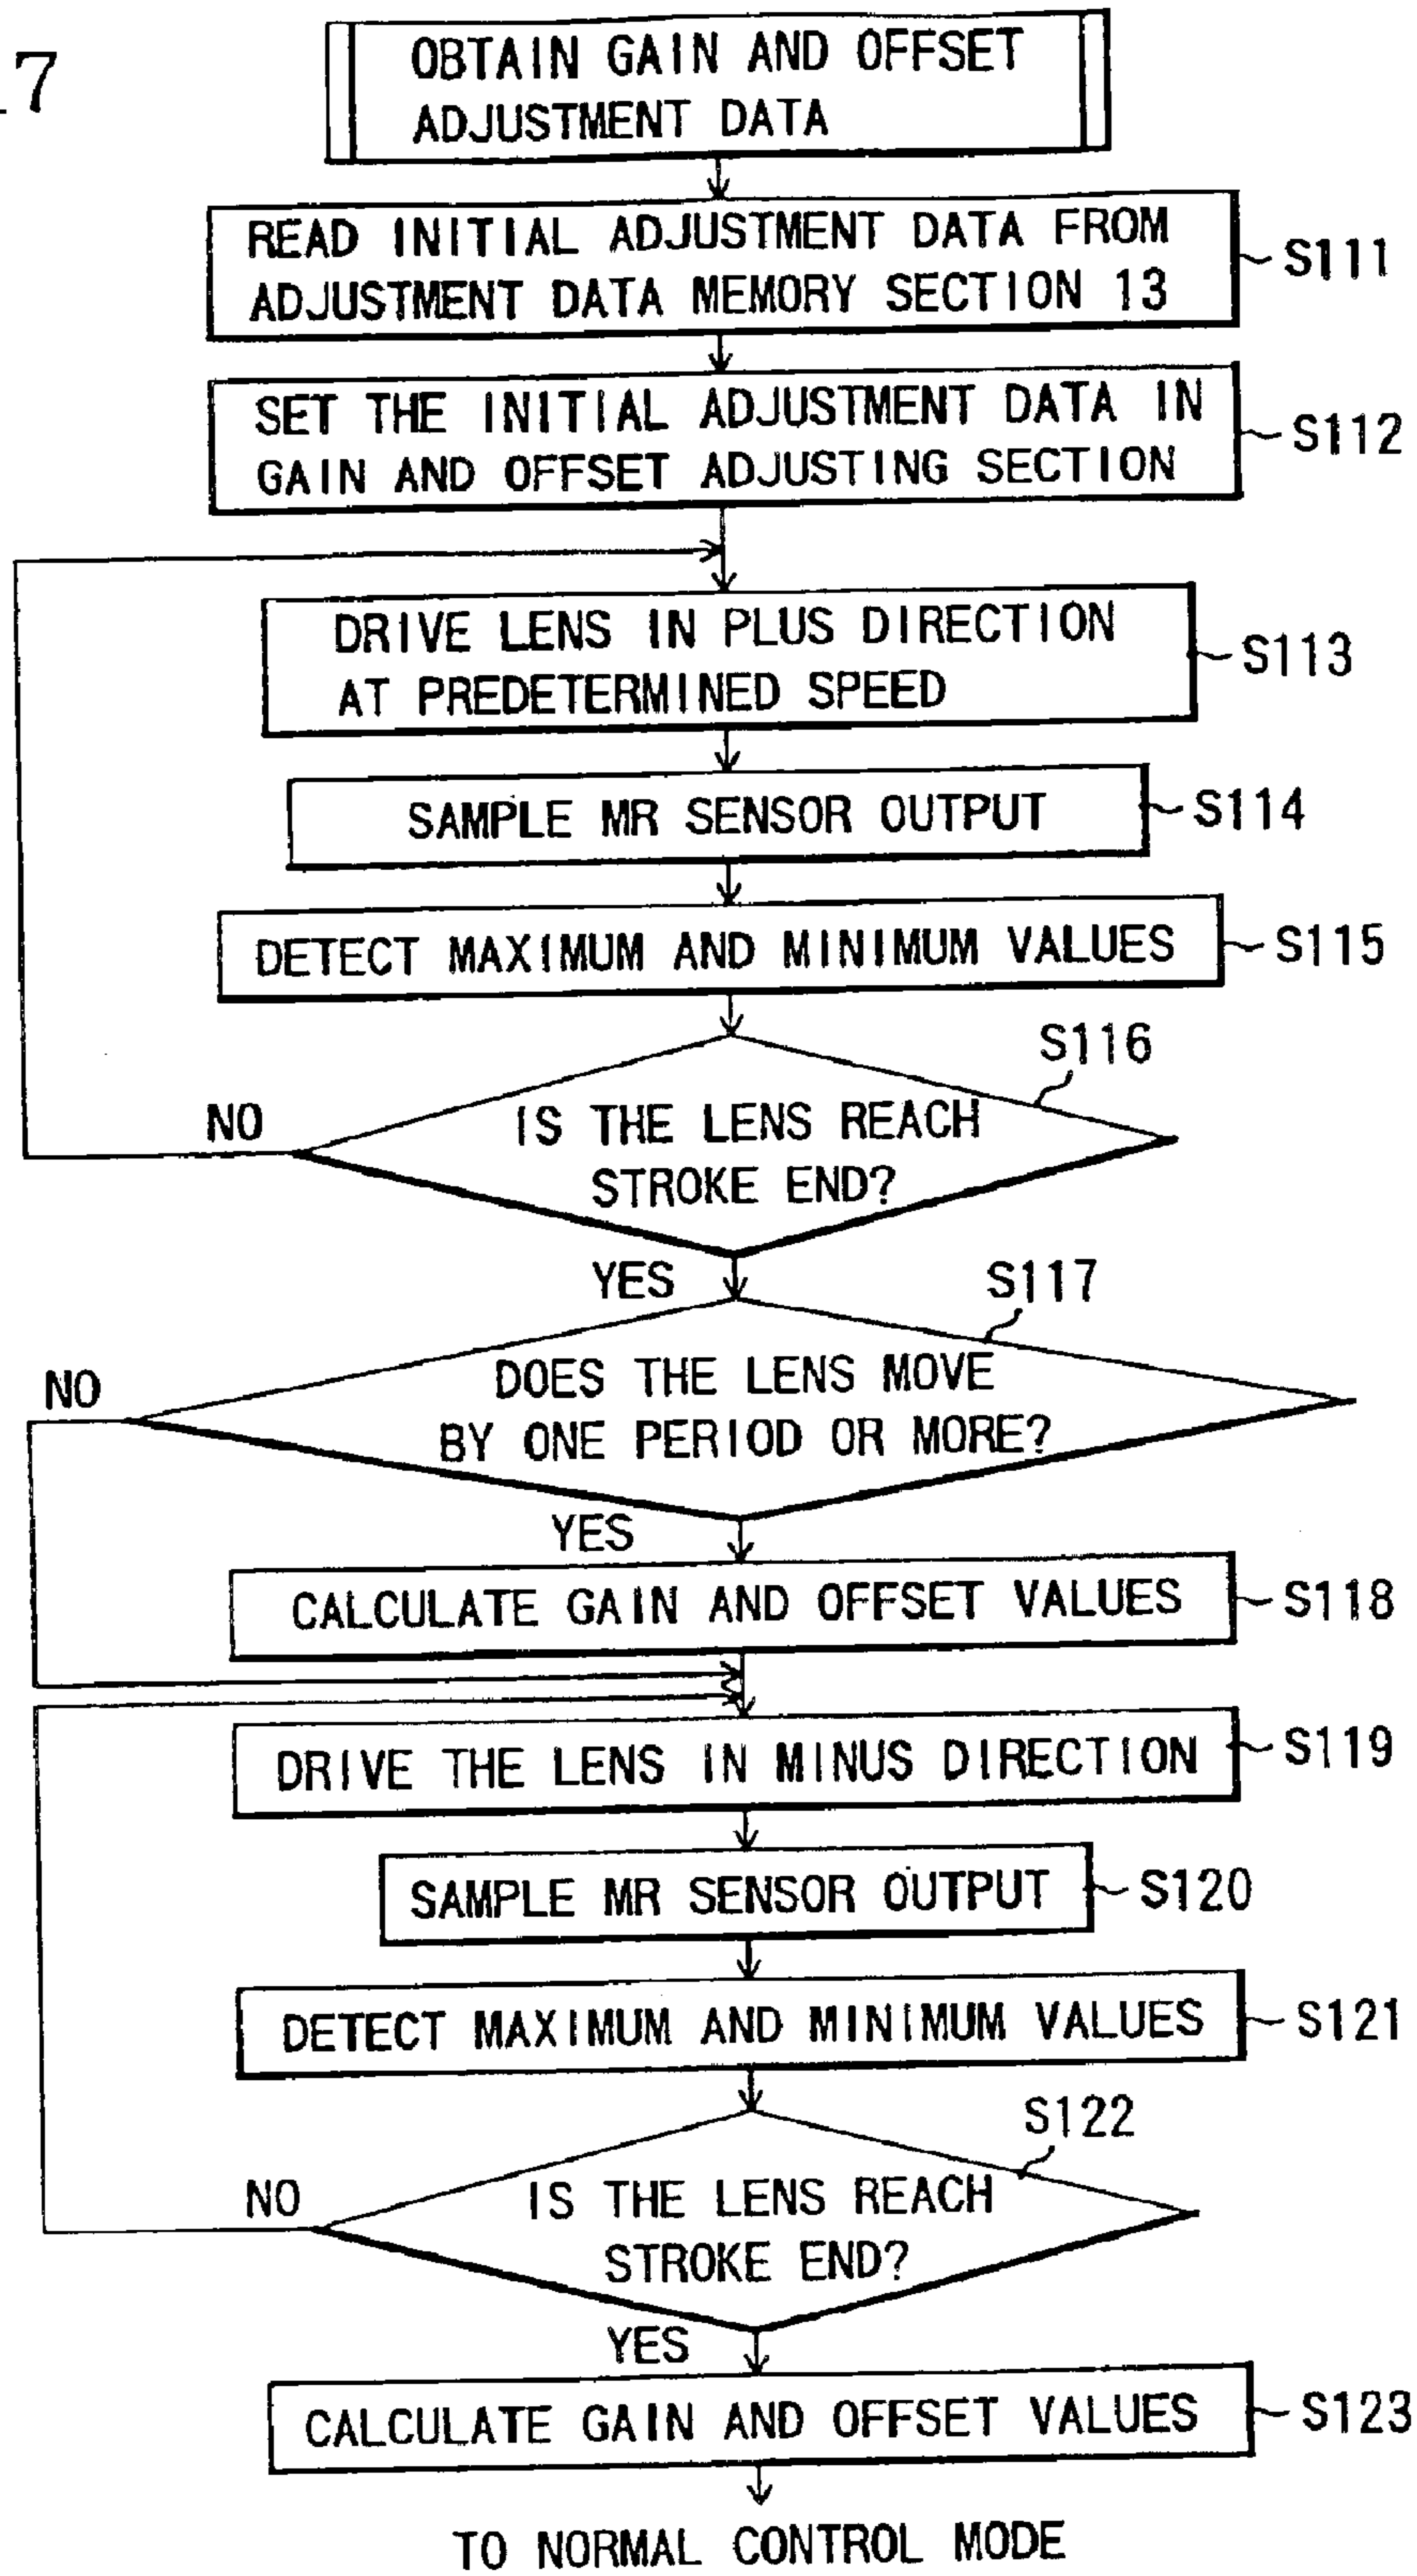 7
OBTAIN GAIN AND OFFSET
ADJUSTMENT DATA
READ INITIAL ADJUSTMENT DATA FROM
ADJUSTMENT DATA MEMORY SECTION 13
S111
SET THE INITIAL ADJUSTMENT DATA IN
GAIN AND OFFSET ADJUSTING SECTION
S112
DRIVE LENS IN PLUS DIRECTION
AT PREDETERMINED SPEED
S113
SAMPLE MR SENSOR OUTPUT
S114
DETECT MAXIMUM AND MINIMUM VALUES
S115
S116
NO
IS THE LENS REACH
STROKE END?
YES
S117
NO
DOES THE LENS MOVE
BY ONE PERIOD OR MORE?
YES
CALCULATE GAIN AND OFFSET VALUES
S118
DRIVE THE LENS IN MINUS DIRECTION
S119
SAMPLE MR SENSOR OUTPUT
S120
DETECT MAXIMUM AND MINIMUM VALUES
S121
S122
NO
IS THE LENS REACH
STROKE END?
YES
CALCULATE GAIN AND OFFSET VALUES
S123
TO NORMAL CONTROL MODE